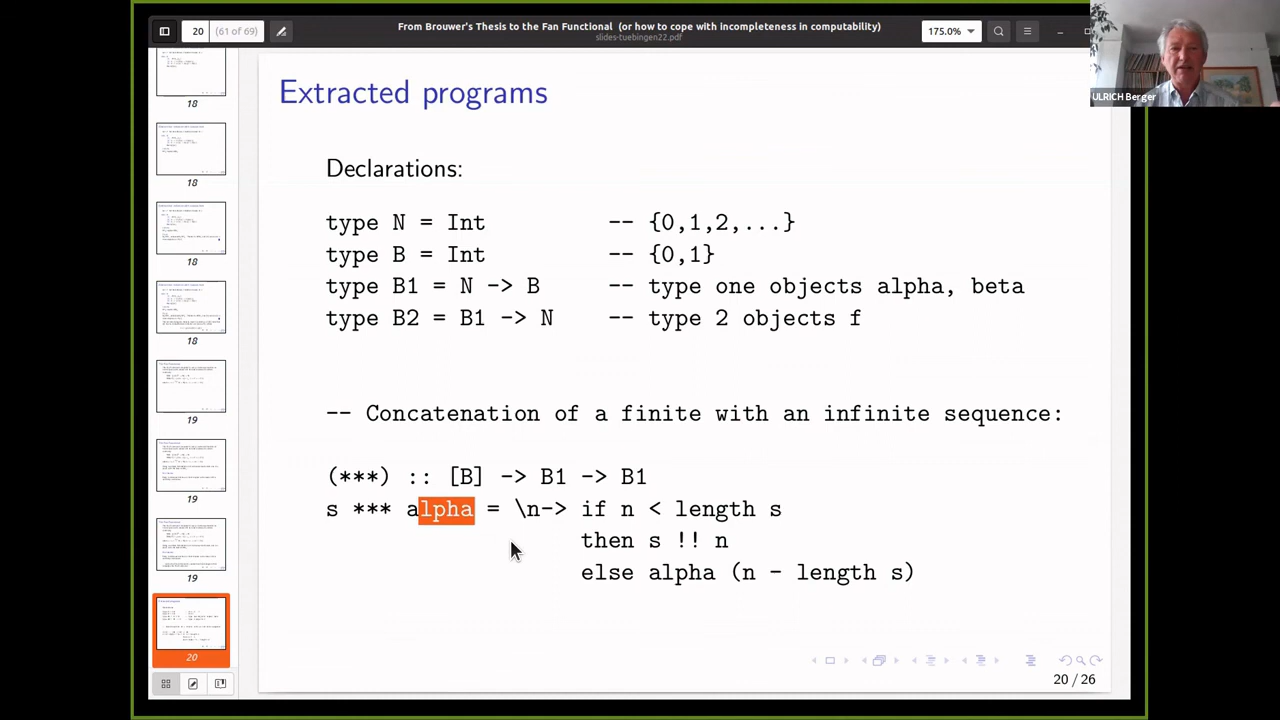 20 (61 of 69)
From Brouwer's Thesis to the Fan Functional (or how to cope with incompleteness in computability)
slides-tuebingen22.pdf
175.0%
ULRICH Berger
18
18
18
18
19
19
19
20
Extracted programs
Declarations:
type N = Int -- {0,1,2,...}
type B = Int -- {0,1}
type B1 = N -> B -- type one objects alpha, beta
type B2 = B1 -> N -- type 2 objects f
-- Concatenation of a finite with an infinite sequence:
(***) :: [B] -> B1 -> B1
s *** alpha = \n-> if n < length s
then s !! n
else alpha (n - length s)
20 / 26